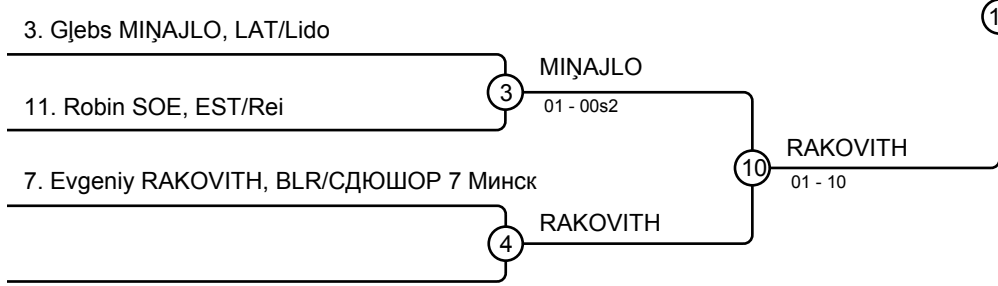 3. Gļebs MIŅAJLO, LAT/Lido
3
MIŅAJLO
01 - 00s2
11. Robin SOE, EST/Rei
10
RAKOVITH
01 - 10
7. Evgeniy RAKOVITH, BLR/СДЮШОР 7 Минск
4
RAKOVITH